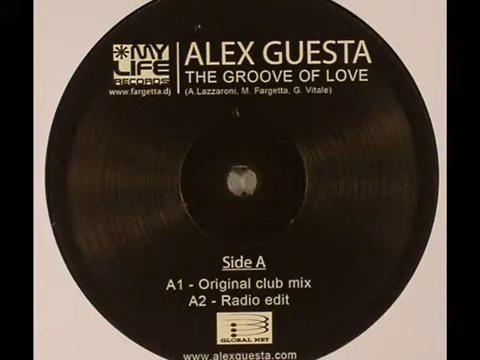 MY
LIFE
RECORDS
www.fargetta.dj
ALEX GUESTA
THE GROOVE OF LOVE
(A.Lazzaroni, M. Fargetta, G. Vitale)
Side A
A1 - Original club mix
A2 - Radio edit
GLOBAL NET
www.alexguesta.com